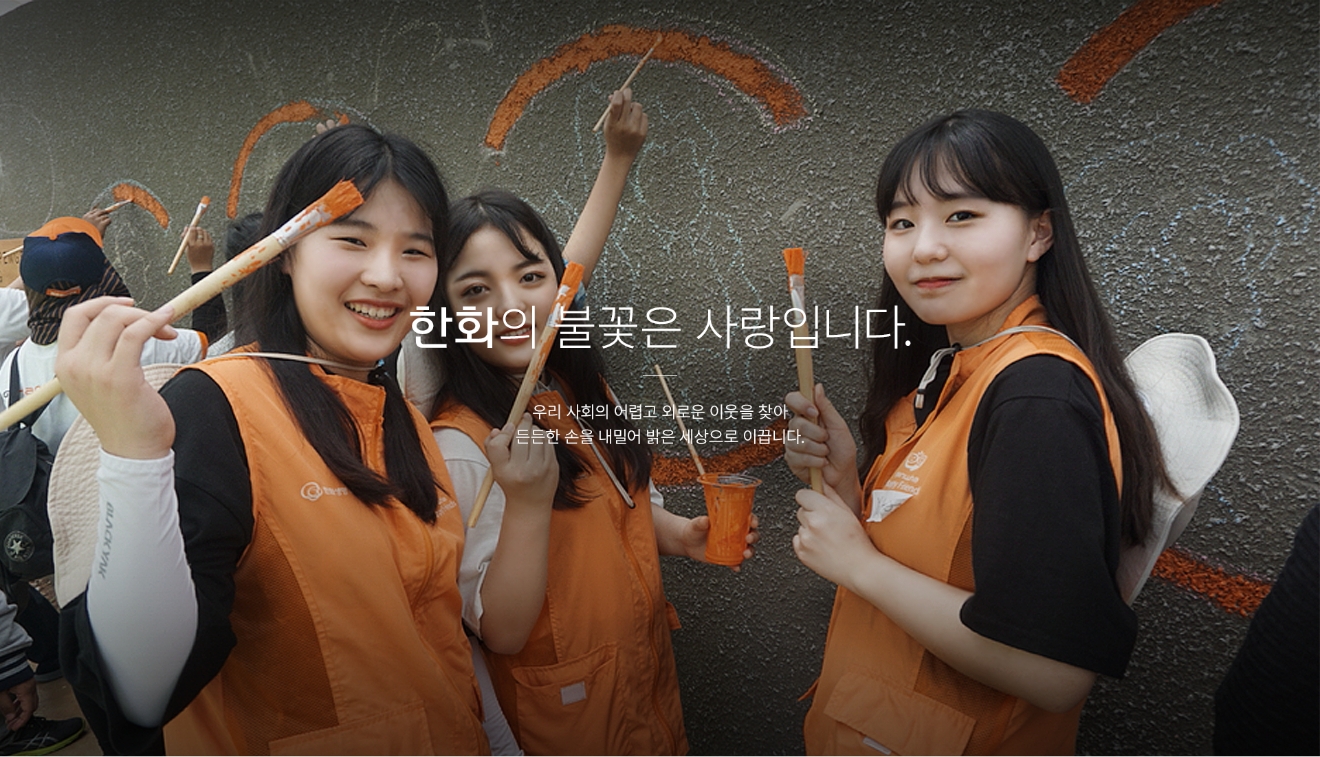 한화의 불꽃은 사랑입니다.
우리 사회의 어렵고 외로운 이웃을 찾아
든든한 손을 내밀어 밝은 세상으로 이끕니다.
BLACKYAK